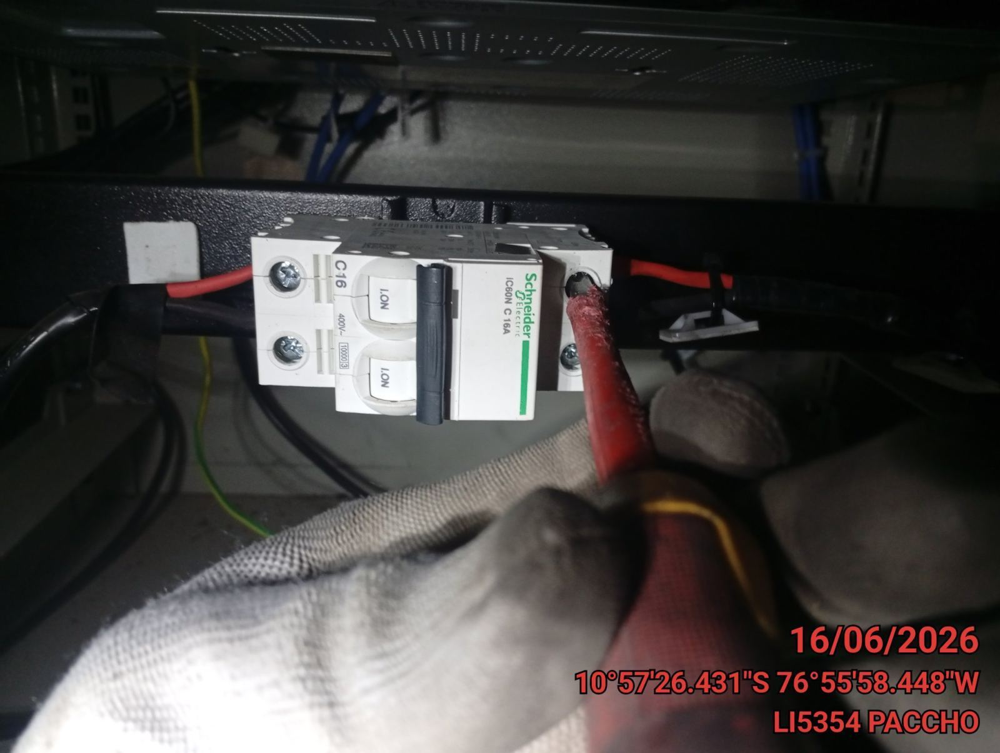 C16
400V~
10000 3
I.ON
I.ON
Schneider
Electric
iC60N C 16A
16/06/2026
10°57'26.431"S 76°55'58.448"W
LI5354 PACCHO